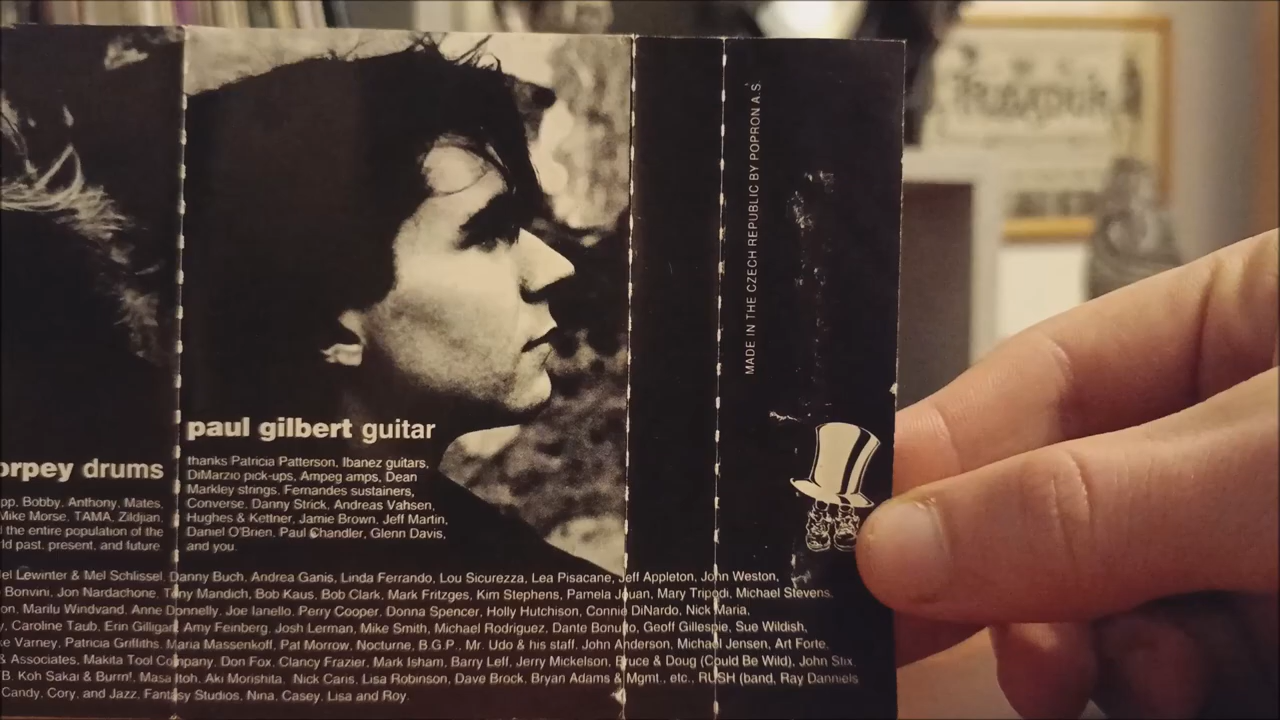 MADE IN THE CZECH REPUBLIC BY POPRON A.S.
paul gilbert guitar
thanks Patricia Patterson, Ibanez guitars,
DiMarzio pick-ups, Ampeg amps, Dean
Markley strings, Fernandes sustainers,
Converse, Danny Strick, Andreas Vahsen,
Hughes & Kettner, Jamie Brown, Jeff Martin,
Daniel O'Brien, Paul Chandler, Glenn Davis,
and you.
orpey drums
pp, Bobby, Anthony, Mates,
Mike Morse, TAMA, Zildjian,
the entire population of the
ld past, present, and future
el Lewinter & Mel Schlissel, Danny Buch, Andrea Ganis, Linda Ferrando, Lou Sicurezza, Lea Pisacane, Jeff Appleton, John Weston,
Bonvini, Jon Nardachone, Tony Mandich, Bob Kaus, Bob Clark, Mark Fritzges, Kim Stephens, Pamela Jouan, Mary Tripodi, Michael Stevens,
on, Marilu Windvand, Anne Donnelly, Joe Ianello, Perry Cooper, Donna Spencer, Holly Hutchison, Connie DiNardo, Nick Maria,
y, Caroline Taub, Erin Gilligan, Amy Feinberg, Josh Lerman, Mike Smith, Michael Rodriguez, Dante Bonutto, Geoff Gillespie, Sue Wildish,
ke Varney, Patricia Griffiths, Maria Massenkoff, Pat Morrow, Nocturne, B.G.P., Mr. Udo & his staff, John Anderson, Michael Jensen, Art Forte,
& Associates, Makita Tool Company, Don Fox, Clancy Frazier, Mark Isham, Barry Leff, Jerry Mickelson, Bruce & Doug (Could Be Wild), John Stix,
B. Koh Sakai & Burrn!, Masa Itoh, Aki Morishita, Nick Caris, Lisa Robinson, Dave Brock, Bryan Adams & Mgmt., etc., RUSH (band, Ray Danniels
Candy, Cory, and Jazz, Fantasy Studios, Nina, Casey, Lisa and Roy.